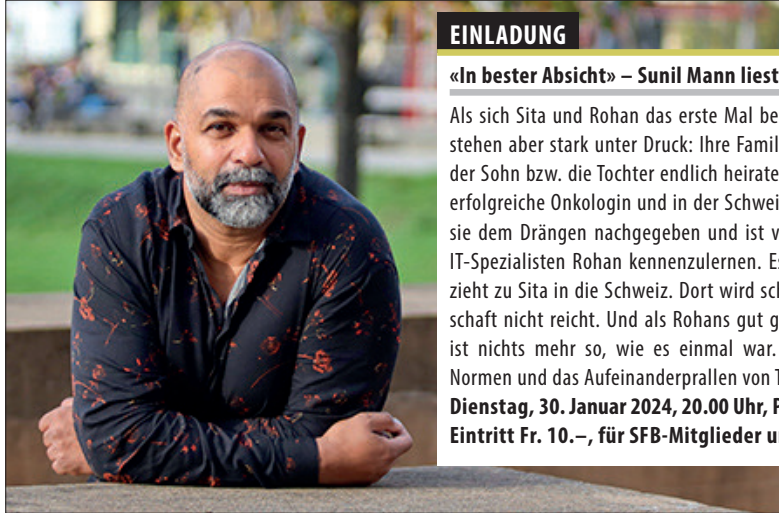 EINLADUNG
«In bester Absicht» – Sunil Mann liest
Als sich Sita und Rohan das erste Mal be
stehen aber stark unter Druck: Ihre Famil
der Sohn bzw. die Tochter endlich heirate
erfolgreiche Onkologin und in der Schwei
sie dem Drängen nachgegeben und ist v
IT-Spezialisten Rohan kennenzulernen. Es
zieht zu Sita in die Schweiz. Dort wird sch
schaft nicht reicht. Und als Rohans gut g
ist nichts mehr so, wie es einmal war.
Normen und das Aufeinanderprallen von T
Dienstag, 30. Januar 2024, 20.00 Uhr, F
Eintritt Fr. 10.–, für SFB-Mitglieder u